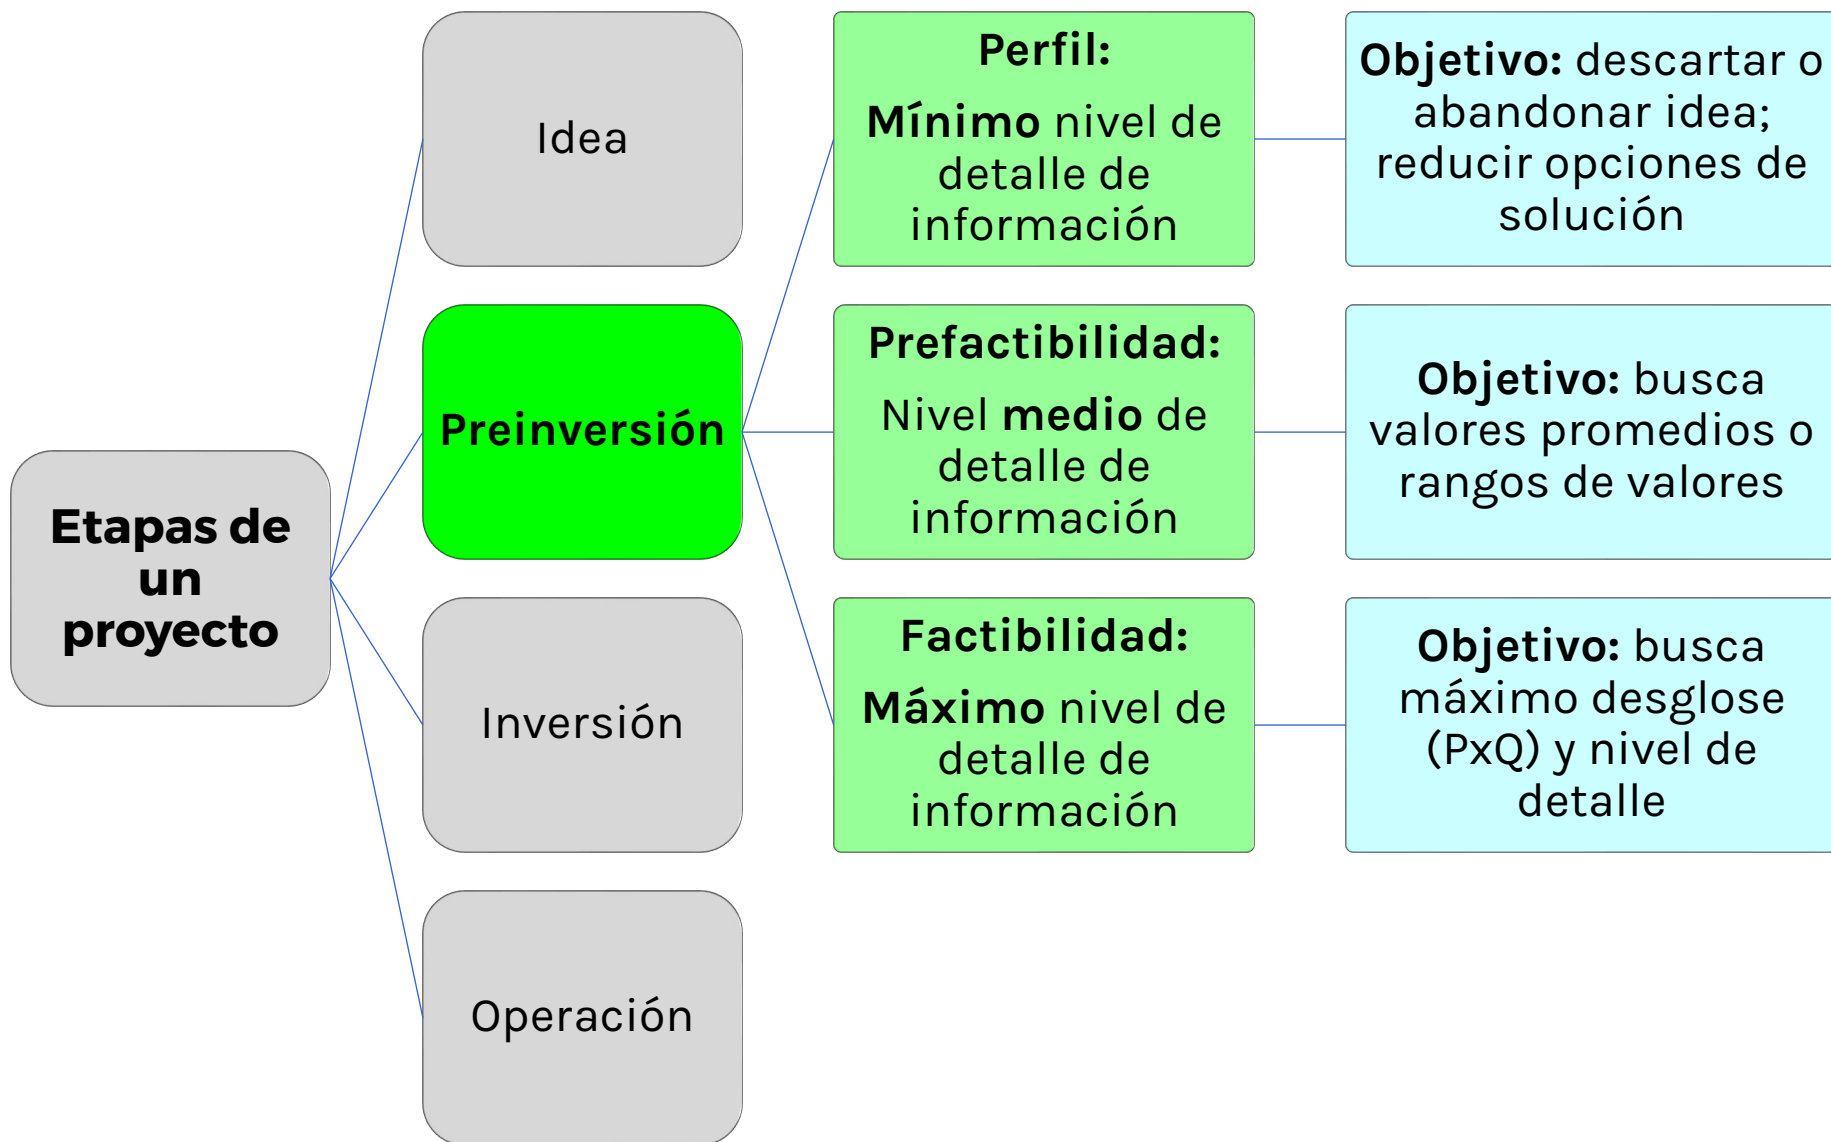 Etapas de
un
proyecto
Idea
Preinversión
Inversión
Operación
Perfil:
Mínimo nivel de
detalle de
información
Prefactibilidad:
Nivel medio de
detalle de
información
Factibilidad:
Máximo nivel de
detalle de
información
Objetivo: descartar o
abandonar idea;
reducir opciones de
solución
Objetivo: busca
valores promedios o
rangos de valores
Objetivo: busca
máximo desglose
(PxQ) y nivel de
detalle